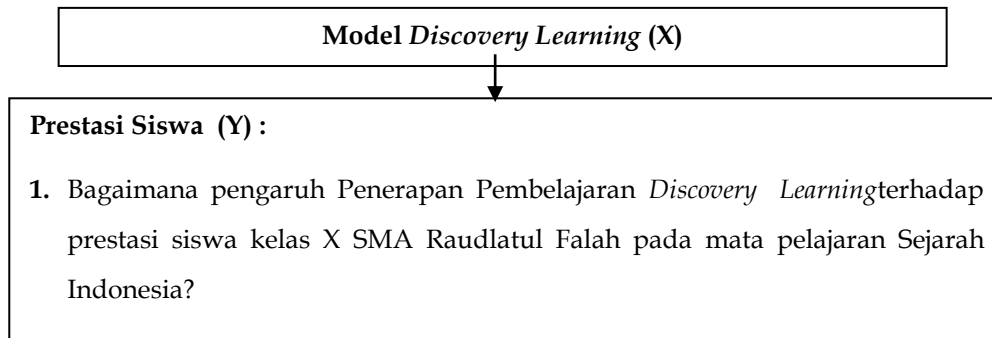 Model Discovery Learning (X)
Prestasi Siswa (Y) :
1. Bagaimana pengaruh Penerapan Pembelajaran Discovery Learningterhadap
prestasi siswa kelas X SMA Raudlatul Falah pada mata pelajaran Sejarah
Indonesia?